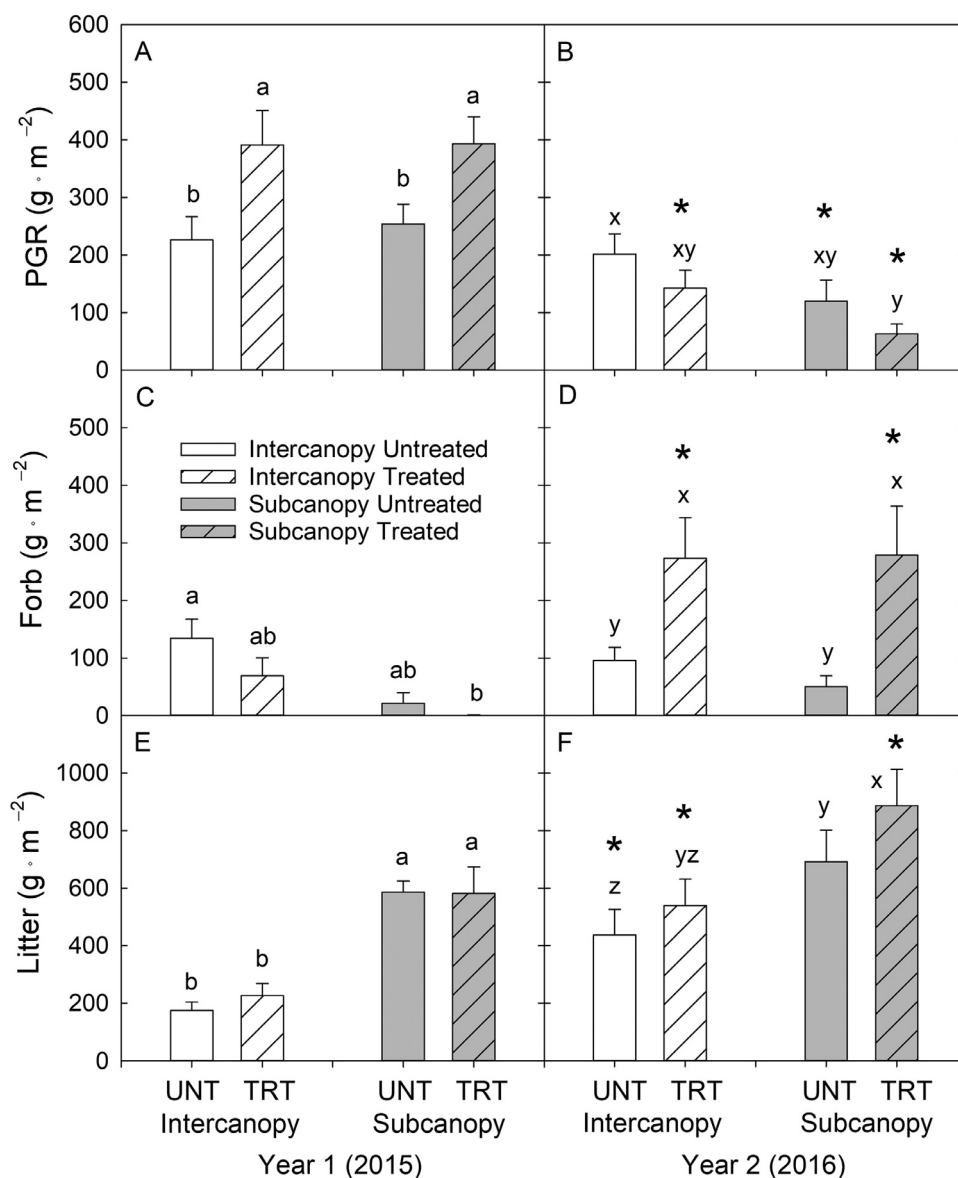 600
500
400
300
200
100
0
PGR (g · m⁻²)
A
b
a
b
a
B
x
*
xy
*
xy
*
y
500
400
300
200
100
0
Forb (g · m⁻²)
C
Intercanopy Untreated
Intercanopy Treated
Subcanopy Untreated
Subcanopy Treated
a
ab
ab
b
D
y
*
x
y
*
x
1000
800
600
400
200
0
Litter (g · m⁻²)
E
b
b
a
a
F
*
z
*
yz
y
*
x
UNT TRT UNT TRT
Intercanopy Subcanopy
Year 1 (2015)
UNT TRT UNT TRT
Intercanopy Subcanopy
Year 2 (2016)